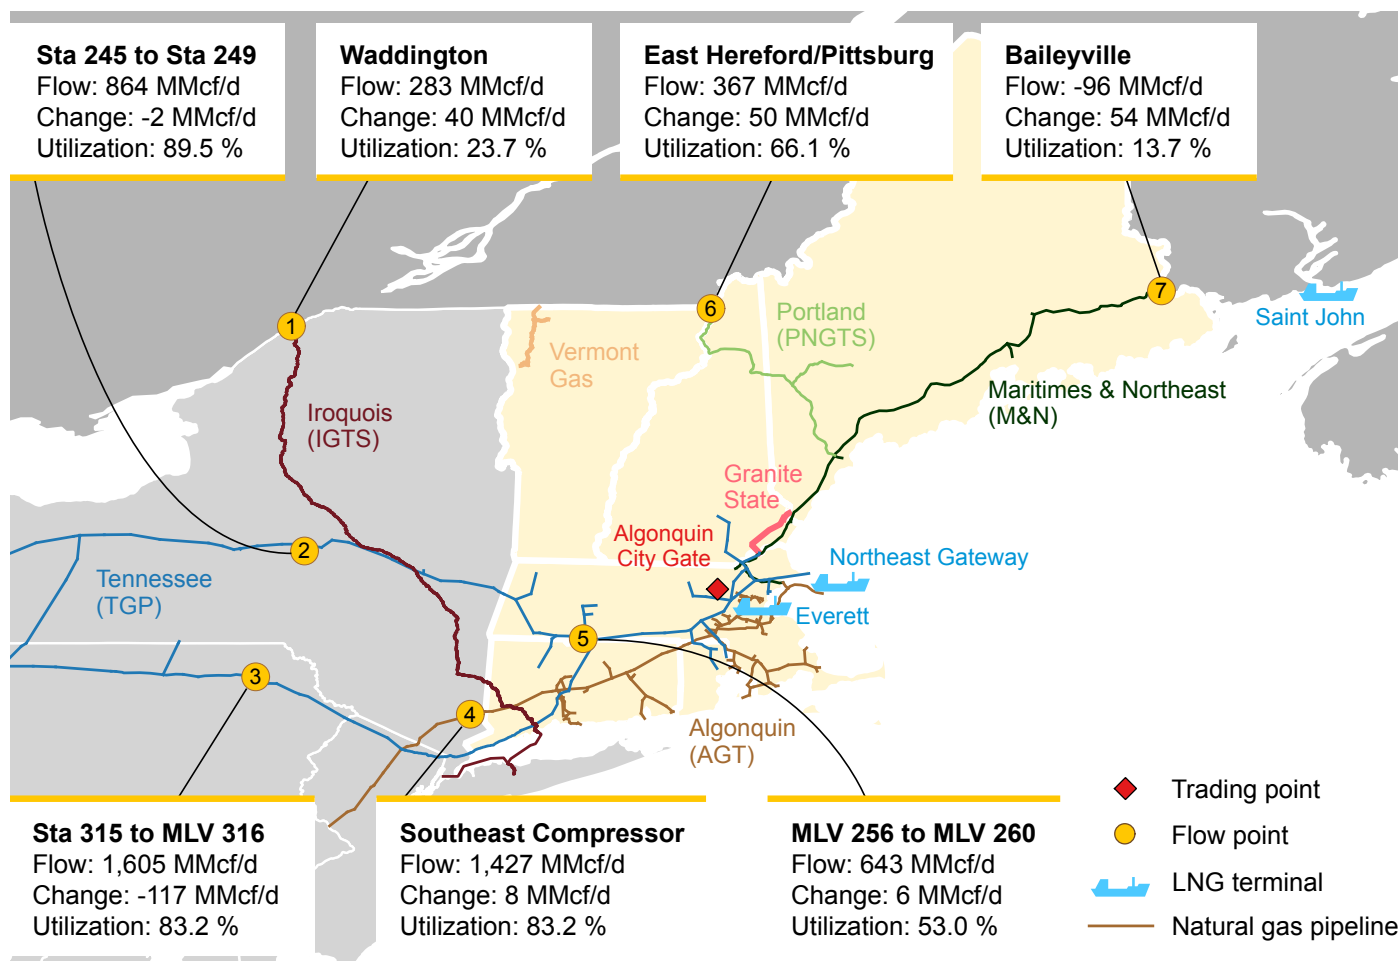 Sta 245 to Sta 249
Flow: 864 MMcf/d
Change: -2 MMcf/d
Utilization: 89.5 %
Waddington
Flow: 283 MMcf/d
Change: 40 MMcf/d
Utilization: 23.7 %
East Hereford/Pittsburg
Flow: 367 MMcf/d
Change: 50 MMcf/d
Utilization: 66.1 %
Baileyville
Flow: -96 MMcf/d
Change: 54 MMcf/d
Utilization: 13.7 %
7
6
1
Saint John
Portland
(PNGTS)
Vermont
Gas
Maritimes & Northeast
(M&N)
Iroquois
(IGTS)
Granite
State
Algonquin
City Gate
2
Northeast Gateway
Tennessee
(TGP)
Everett
5
3
4
Algonquin
(AGT)
Sta 315 to MLV 316
Flow: 1,605 MMcf/d
Change: -117 MMcf/d
Utilization: 83.2 %
Southeast Compressor
Flow: 1,427 MMcf/d
Change: 8 MMcf/d
Utilization: 83.2 %
MLV 256 to MLV 260
Flow: 643 MMcf/d
Change: 6 MMcf/d
Utilization: 53.0 %
Trading point
Flow point
LNG terminal
Natural gas pipeline